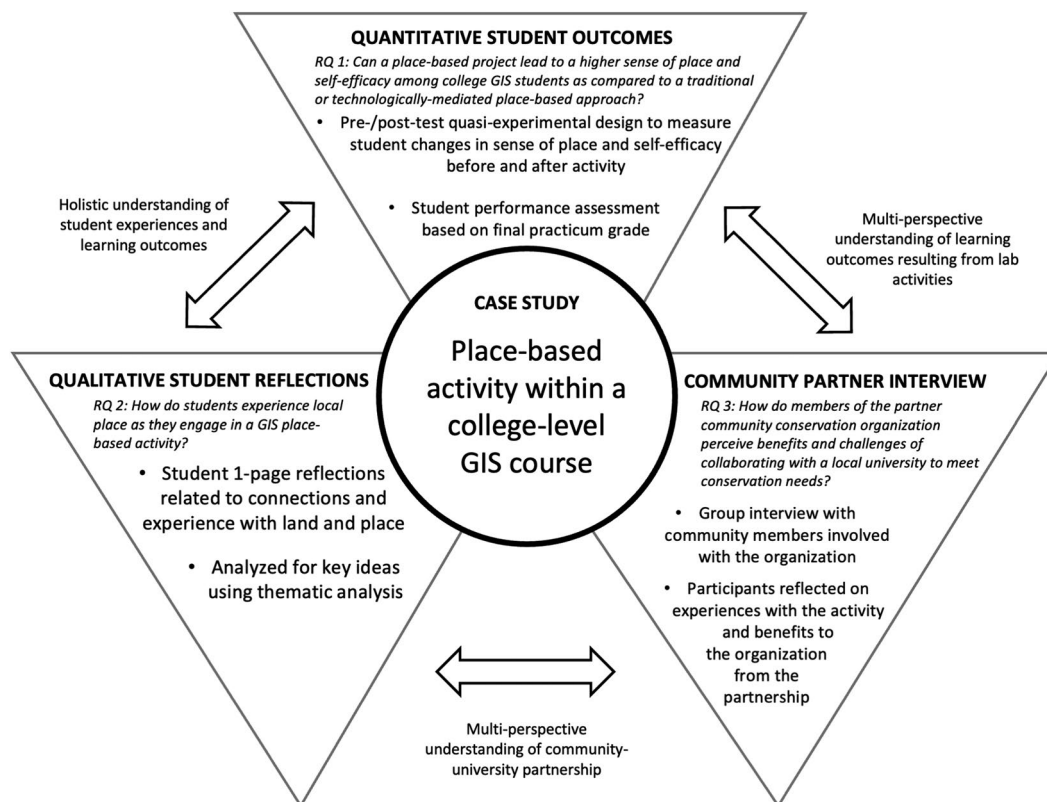 QUANTITATIVE STUDENT OUTCOMES
RQ 1: Can a place-based project lead to a higher sense of place and
self-efficacy among college GIS students as compared to a traditional
or technologically-mediated place-based approach?
• Pre-/post-test quasi-experimental design to measure
student changes in sense of place and self-efficacy
before and after activity
• Student performance assessment
based on final practicum grade
Holistic understanding of
student experiences and
learning outcomes
Multi-perspective
understanding of learning
outcomes resulting from lab
activities
CASE STUDY
Place-based
activity within a
college-level
GIS course
QUALITATIVE STUDENT REFLECTIONS
RQ 2: How do students experience local
place as they engage in a GIS place-
based activity?
• Student 1-page reflections
related to connections and
experience with land and place
• Analyzed for key ideas
using thematic analysis
COMMUNITY PARTNER INTERVIEW
RQ 3: How do members of the partner
community conservation organization
perceive benefits and challenges of
collaborating with a local university to meet
conservation needs?
• Group interview with
community members involved
with the organization
• Participants reflected on
experiences with the activity
and benefits to
the organization
from the
partnership
Multi-perspective
understanding of community-
university partnership